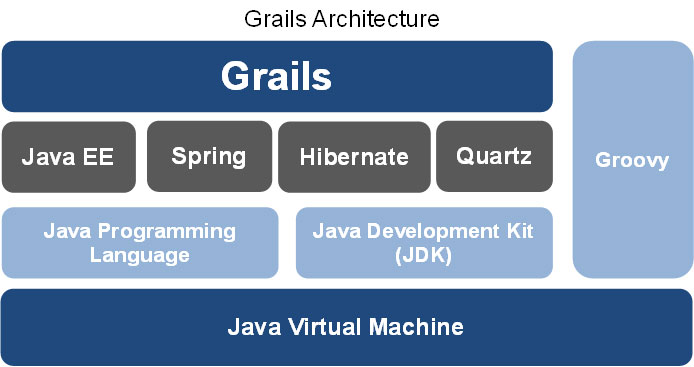 Grails Architecture
Grails
Groovy
Java EE
Spring
Hibernate
Quartz
Java Programming
Language
Java Development Kit
(JDK)
Java Virtual Machine